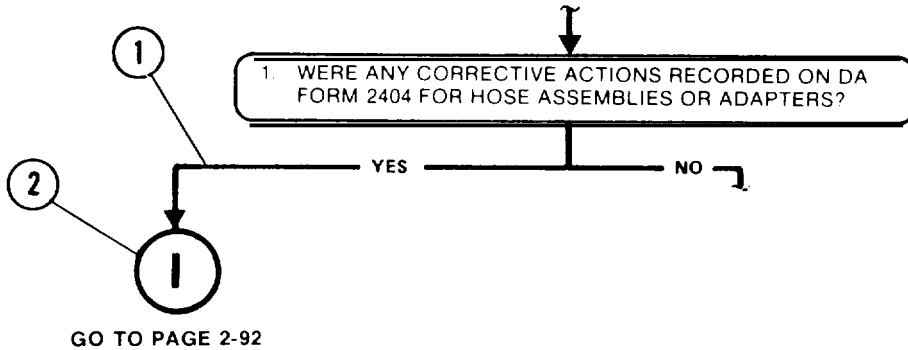 1
1. WERE ANY CORRECTIVE ACTIONS RECORDED ON DA
FORM 2404 FOR HOSE ASSEMBLIES OR ADAPTERS?
YES
NO
2
I
GO TO PAGE 2-92